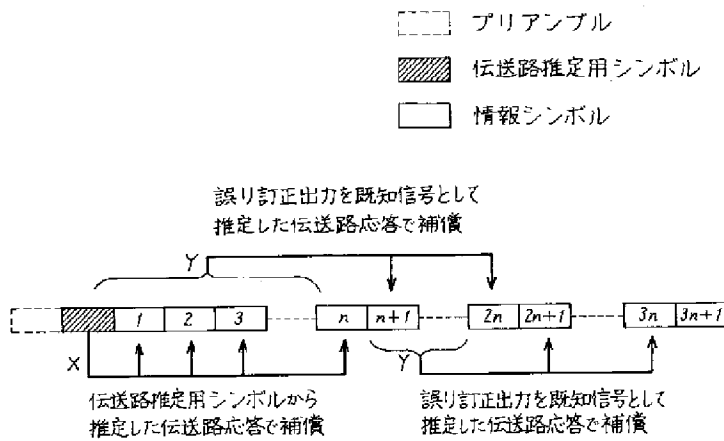 プリアンブル
伝送路推定用シンボル
情報シンボル
誤り訂正出力を既知信号として
推定した伝送路応答で補償
Y
1 2 3 n n+1 2n 2n+1 3n 3n+1
X Y
伝送路推定用シンボルから
推定した伝送路応答で補償
誤り訂正出力を既知信号として
推定した伝送路応答で補償